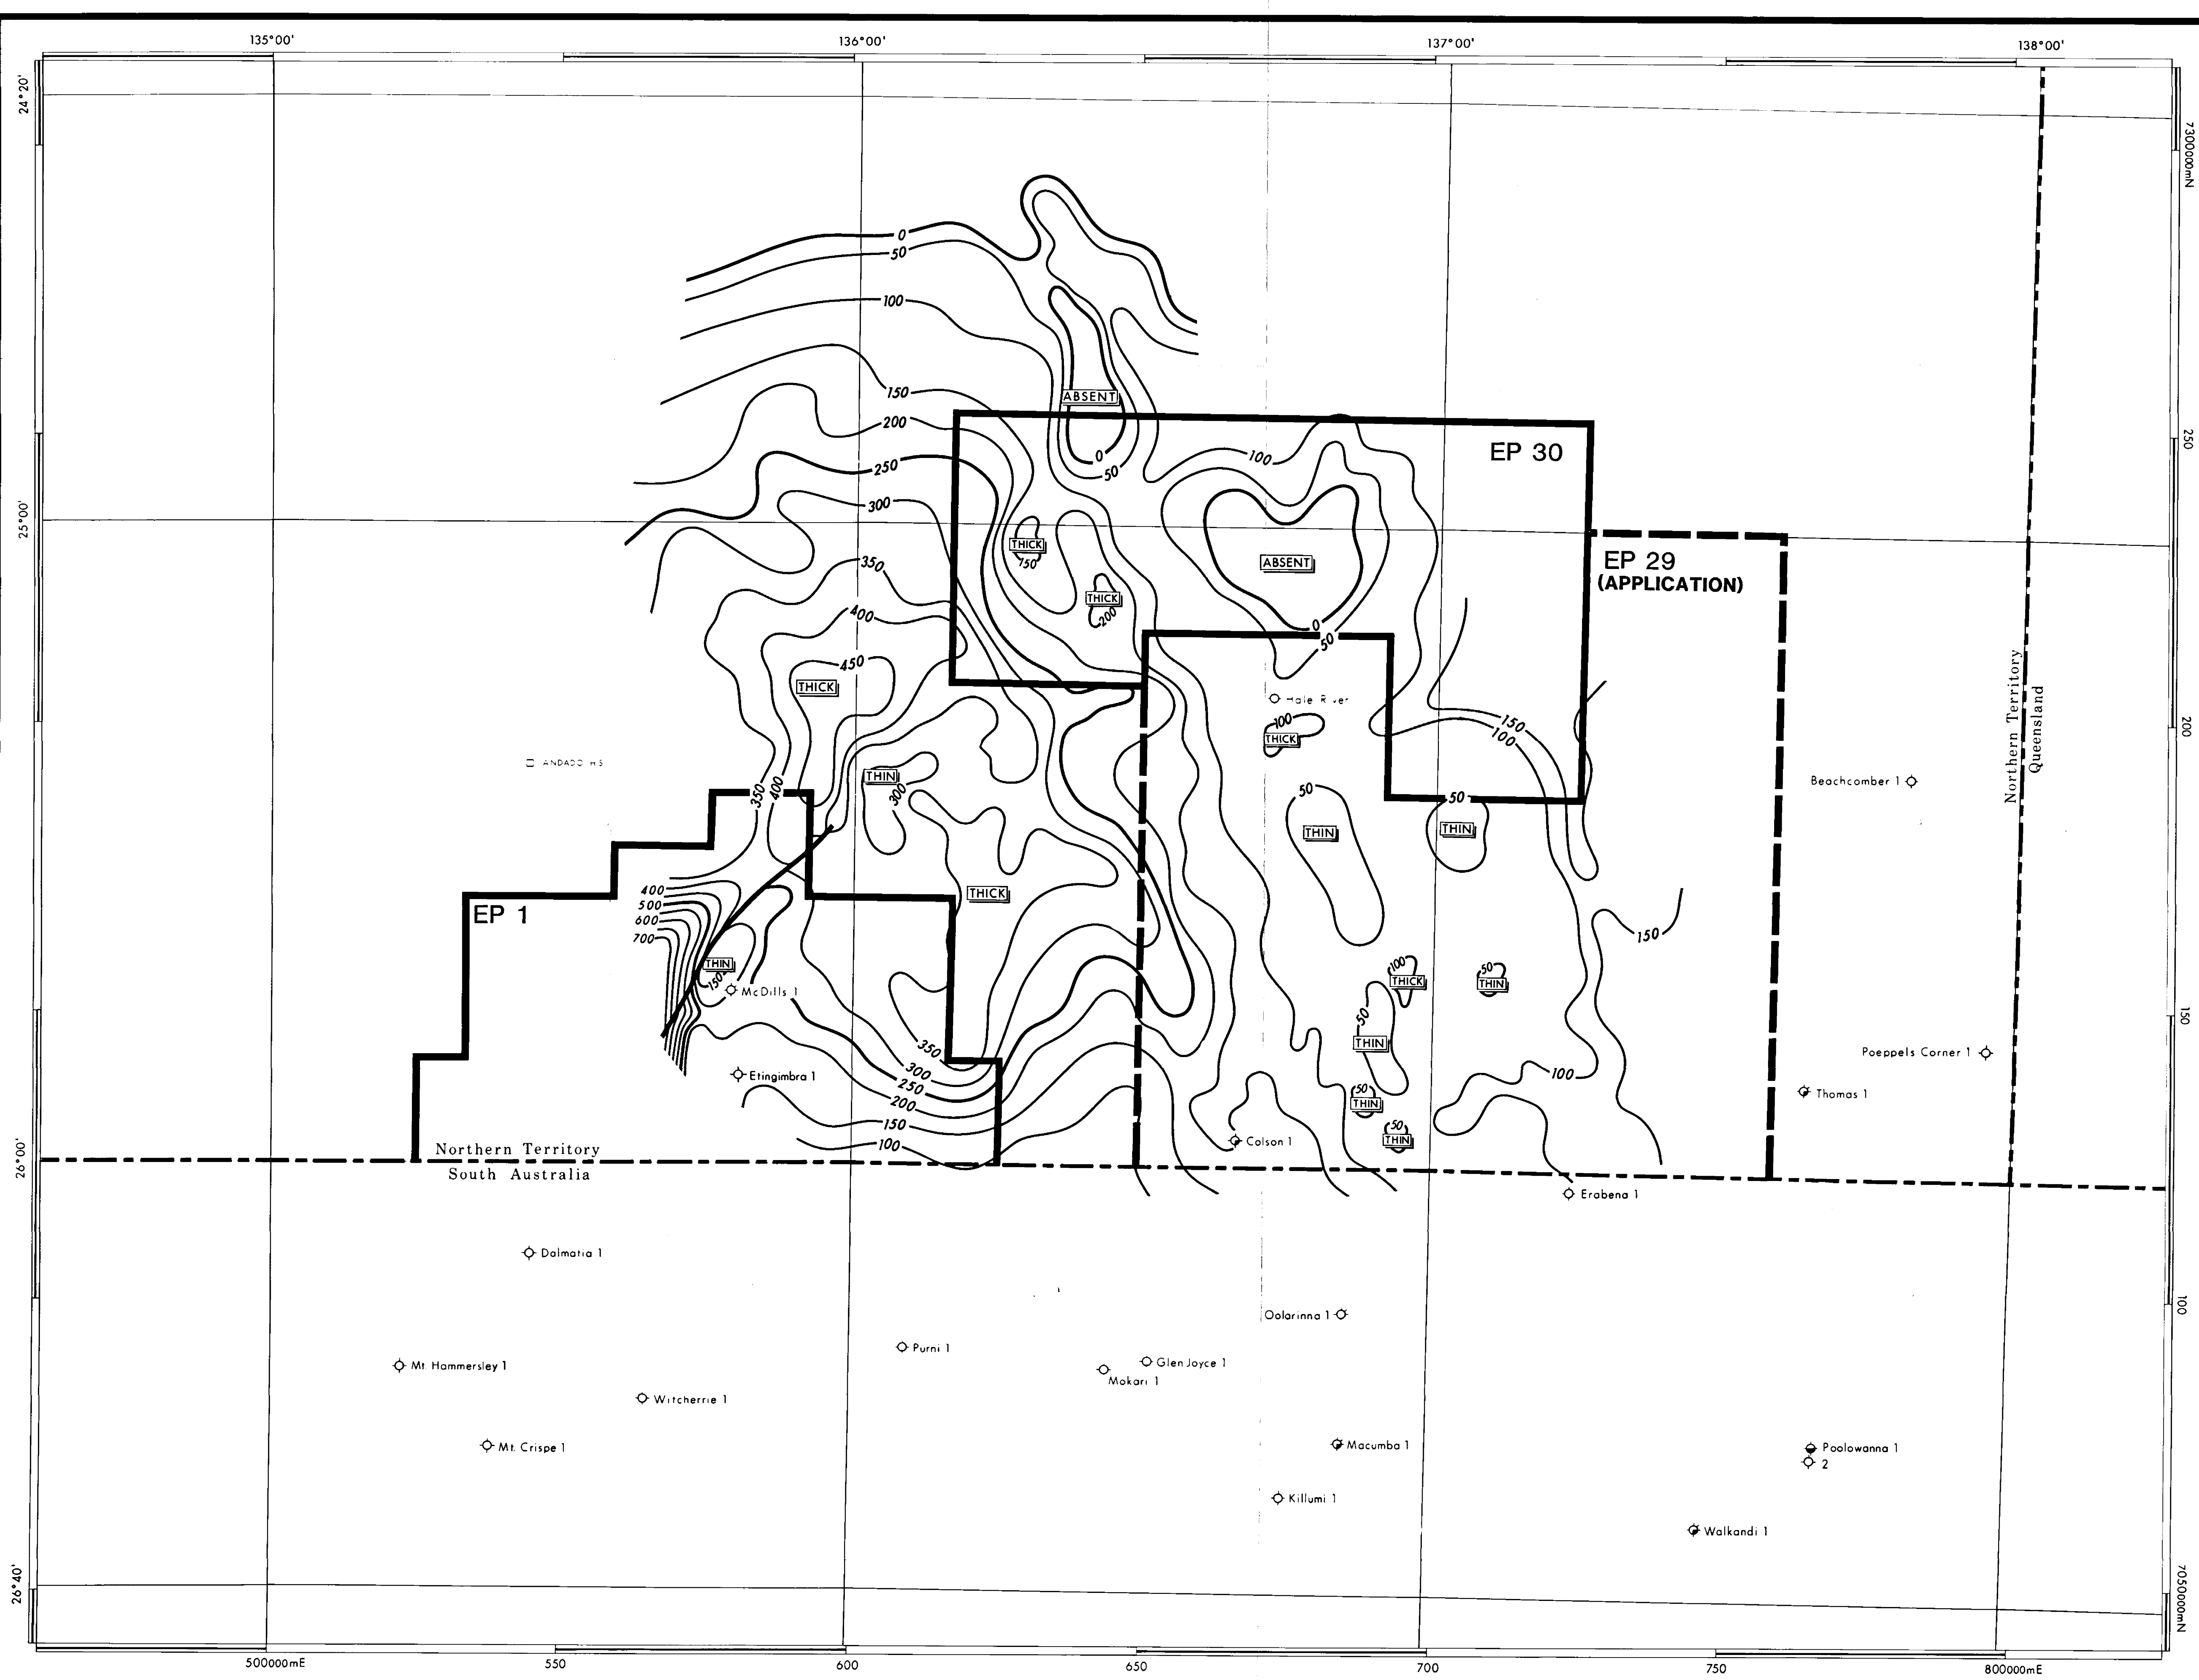 135°00'
136°00'
137°00'
138°00'
24°20'
7300000mN
0
50
100
150
ABSENT
200
250
0
50
100
EP 30
250
25°00'
300
THICK
150
ABSENT
EP 29
(APPLICATION)
350
THICK
200
400
0
50
450
THICK
Hale River
100
THICK
150
100
200
Northern Territory
Queensland
ANDADO H.S
THIN
300
350
400
50
THIN
50
THIN
Beachcomber 1
400
500
600
700
EP 1
THICK
150
THIN
150
McDills 1
100
THICK
50
THIN
50
THIN
150
350
300
250
200
150
100
Etingimbra 1
50
THIN
50
THIN
100
Poeppels Corner 1
Thomas 1
Colson 1
26°00'
Northern Territory
South Australia
Erabena 1
Dalmatia 1
100
Oolarinna 1
Purni 1
Glen Joyce 1
Mokari 1
Mt. Hammersley 1
Witcherrie 1
Mt. Crispe 1
Macumba 1
Poolowanna 1
2
Killumi 1
Walkandi 1
26°40'
7050000mN
500000mE
550
600
650
700
750
800000mE